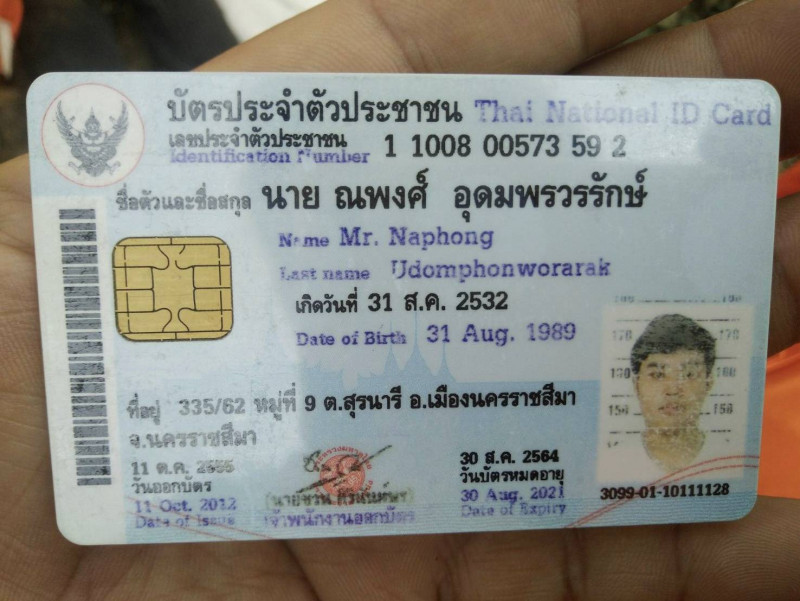 บัตรประจำตัวประชาชน Thai National ID Card
เลขประจำตัวประชาชน 1 1008 00573 59 2
Identification Number
ชื่อตัวและชื่อสกุล นาย ณพงศ์ อุดมพรวรรักษ์
Name Mr. Naphong
Last name Udomphonworarak
เกิดวันที่ 31 ส.ค. 2532
Date of Birth 31 Aug. 1989
ที่อยู่ 335/62 หมู่ที่ 9 ต.สุรนารี อ.เมืองนครราชสีมา
จ.นครราชสีมา
11 ต.ค. 2555
วันออกบัตร
11 Oct. 2012
Date of Issue
เจ้าพนักงานออกบัตร
30 ส.ค. 2564
วันบัตรหมดอายุ
30 Aug. 2021
Date of Expiry
170 170
160 160
150 150
3099-01-10111128